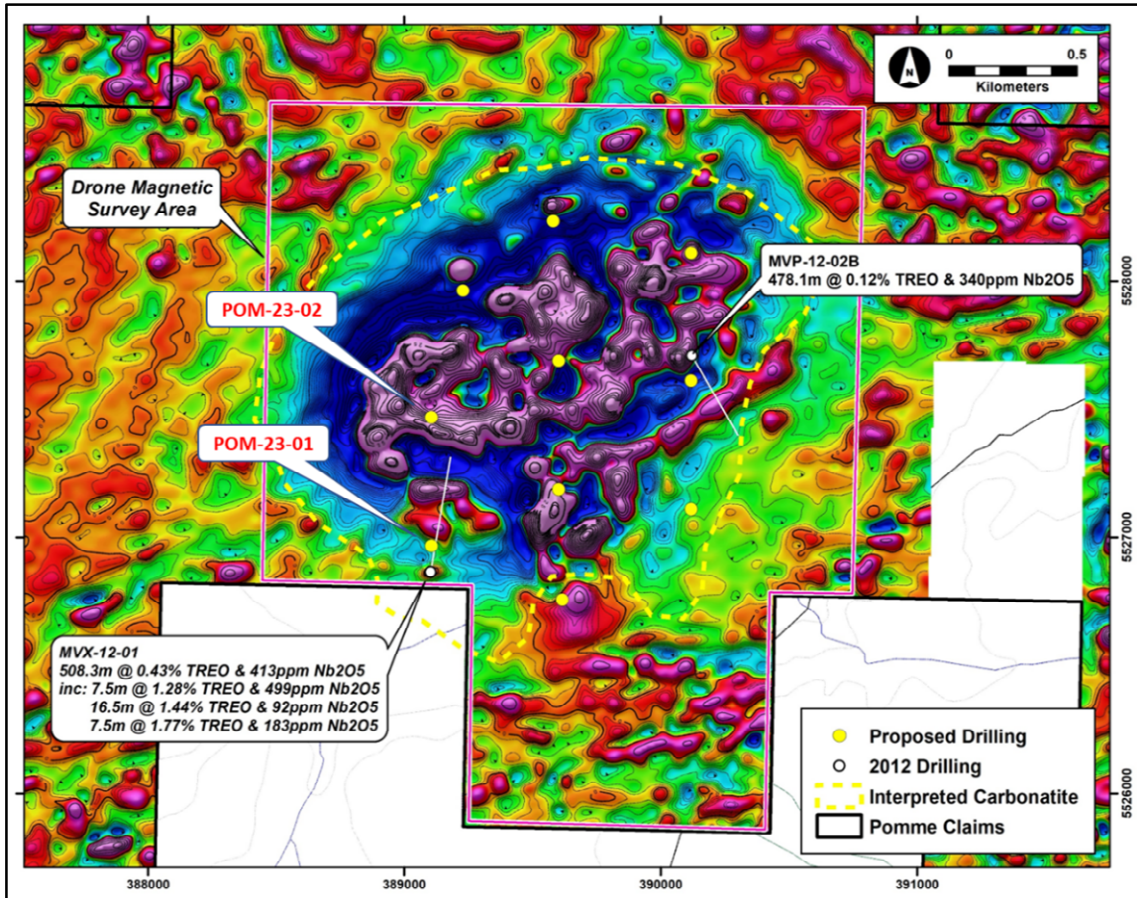 N
0 0.5
Kilometers
Drone Magnetic
Survey Area
MVP-12-02B
478.1m @ 0.12% TREO & 340ppm Nb2O5
5528000
POM-23-02
POM-23-01
5527000
MVX-12-01
508.3m @ 0.43% TREO & 413ppm Nb2O5
inc: 7.5m @ 1.28% TREO & 499ppm Nb2O5
16.5m @ 1.44% TREO & 92ppm Nb2O5
7.5m @ 1.77% TREO & 183ppm Nb2O5
Proposed Drilling
2012 Drilling
Interpreted Carbonatite
Pomme Claims
5526000
388000 389000 390000 391000